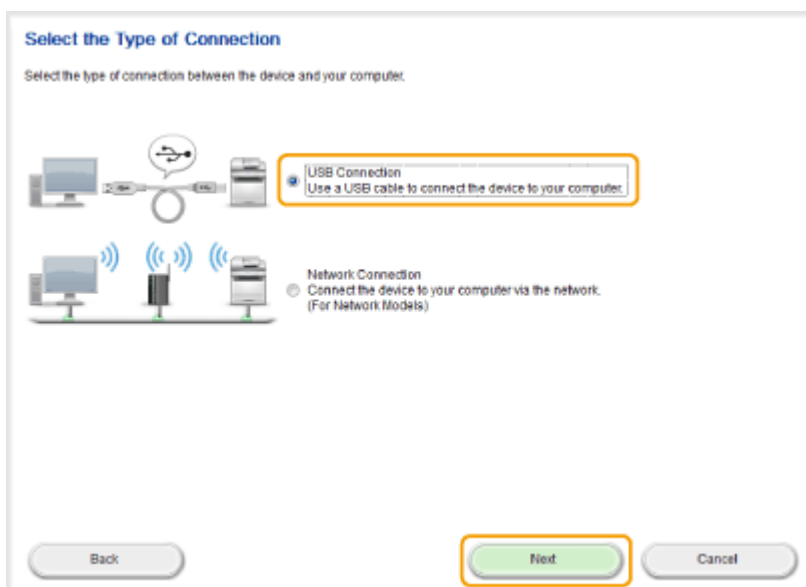 Select the Type of Connection
Select the type of connection between the device and your computer.
USB Connection
Use a USB cable to connect the device to your computer.
Network Connection
Connect the device to your computer via the network.
(For Network Models)
Back
Next
Cancel